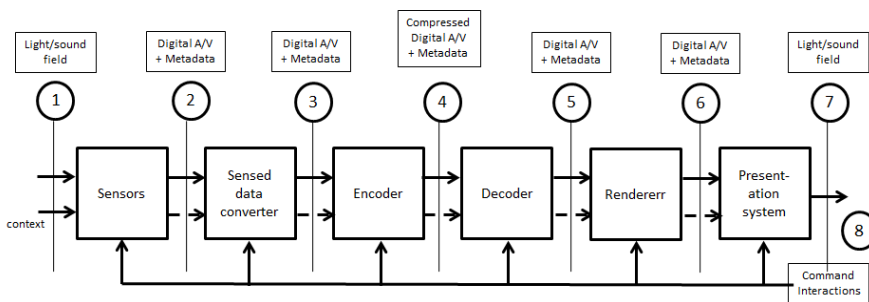 Light/sound
field
Digital A/V
+ Metadata
Digital A/V
+ Metadata
Compressed
Digital A/V
+ Metadata
Digital A/V
+ Metadata
Digital A/V
+ Metadata
Light/sound
field
1
2
3
4
5
6
7
Sensors
Sensed
data
converter
Encoder
Decoder
Rendererr
Present-
ation
system
context
8
Command
Interactions